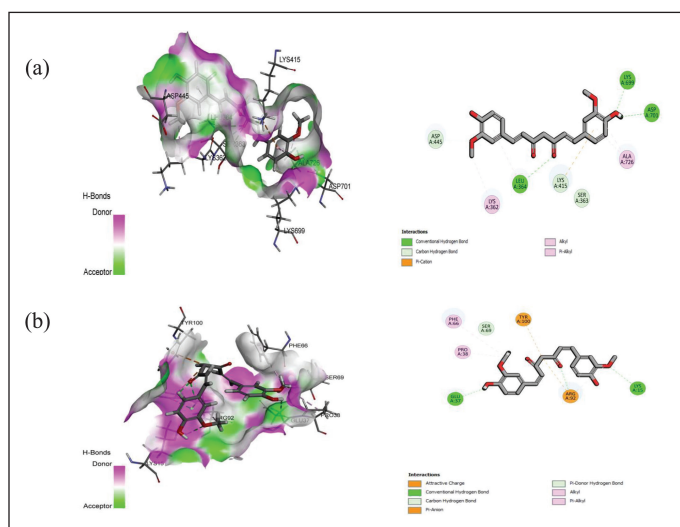 (a)
LYS415
ASP445
LYS362
ASP701
LYS699
H-Bonds
Donor
Acceptor
LYS
A:699
ASP
A:701
ASP
A:445
ALA
A:726
LEU
A:364
LYS
A:415
SER
A:363
LYS
A:362
Interactions
Conventional Hydrogen Bond
Carbon Hydrogen Bond
Pi-Cation
Alkyl
Pi-Alkyl
(b)
TYR100
PHE66
SER69
ARG92
PRO38
H-Bonds
Donor
Acceptor
PHE
A:66
SER
A:69
PRO
A:38
ARG
A:92
Interactions
Attractive Charge
Conventional Hydrogen Bond
Carbon Hydrogen Bond
Pi-Anion
Pi-Donor Hydrogen Bond
Alkyl
Pi-Alkyl